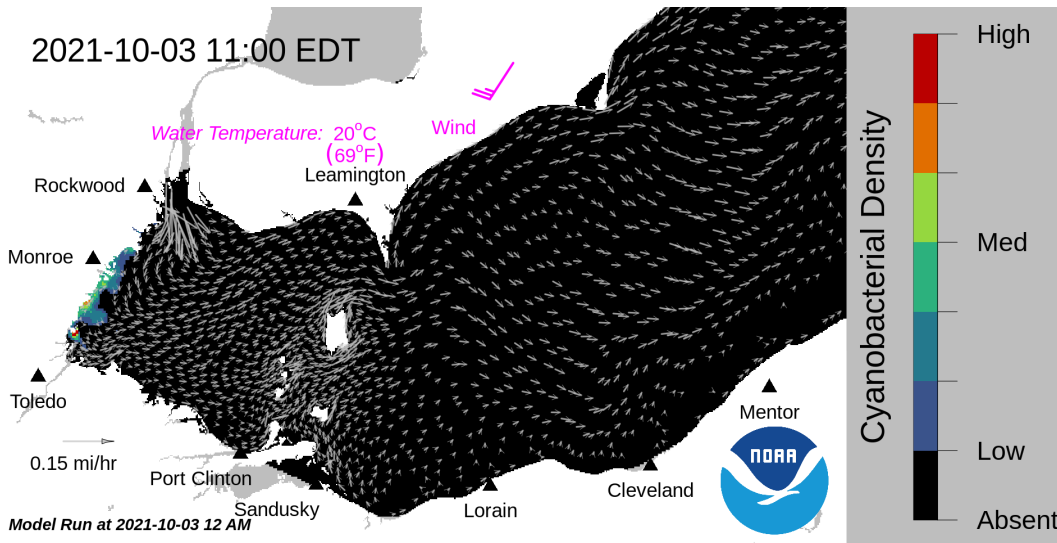 2021-10-03 11:00 EDT
High
Wind
Water Temperature: 20°C
(69°F)
Leamington
Rockwood
Monroe
Med
Cyanobacterial Density
Toledo
Mentor
0.15 mi/hr
NOAA
Port Clinton
Low
Cleveland
Sandusky
Lorain
Model Run at 2021-10-03 12 AM
Absent